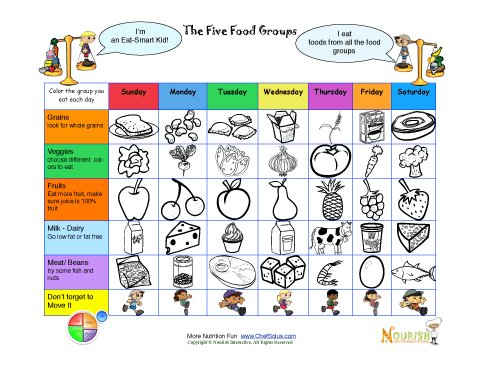 The Five Food Groups
I'm
an Eat-Smart Kid!
I eat
foods from all the food
groups
Color the group you
eat each day
Sunday
Monday
Tuesday
Wednesday
Thursday
Friday
Saturday
Grains
look for whole grains
Veggies
choose different col-
ors to eat
Fruits
Eat more fruit, make
sure juice is 100%
fruit
Milk - Dairy
Go low fat or fat free
Meat/ Beans
try some fish and
nuts
Don't forget to
Move It
More Nutrition Fun www.ChefSolus.com
Copyright © Nourish Interactive, All Rights Reserved
Nourish